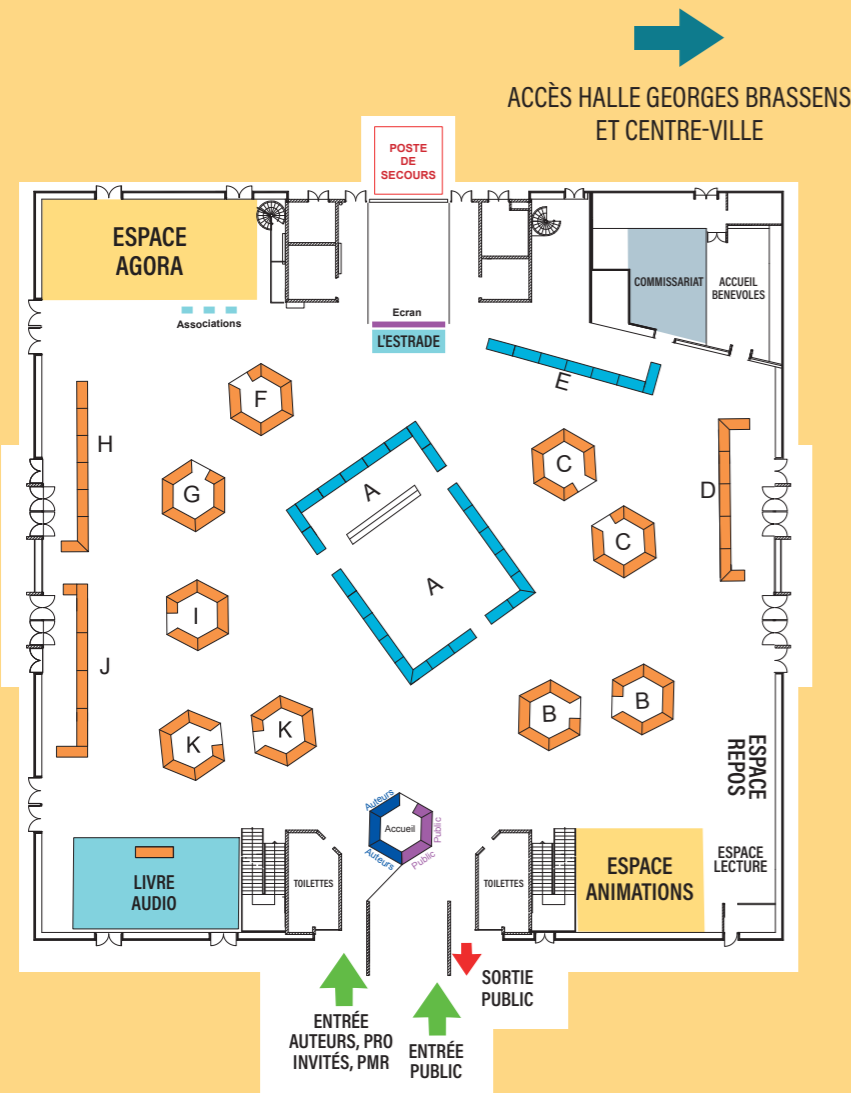 ACCÈS HALLE GEORGES BRASSENS
ET CENTRE-VILLE
POSTE
DE
SECOURS
ESPACE
AGORA
COMMISSARIAT
ACCUEIL
BENEVOLES
Associations
Ecran
L'ESTRADE
E
F
H
C
G
A
D
C
A
I
J
B
B
K
K
ESPACE
REPOS
Auteurs
Accueil
Public
Auteurs
Public
LIVRE
AUDIO
TOILETTES
TOILETTES
ESPACE
ANIMATIONS
ESPACE
LECTURE
SORTIE
PUBLIC
ENTRÉE
AUTEURS, PRO
INVITÉS, PMR
ENTRÉE
PUBLIC